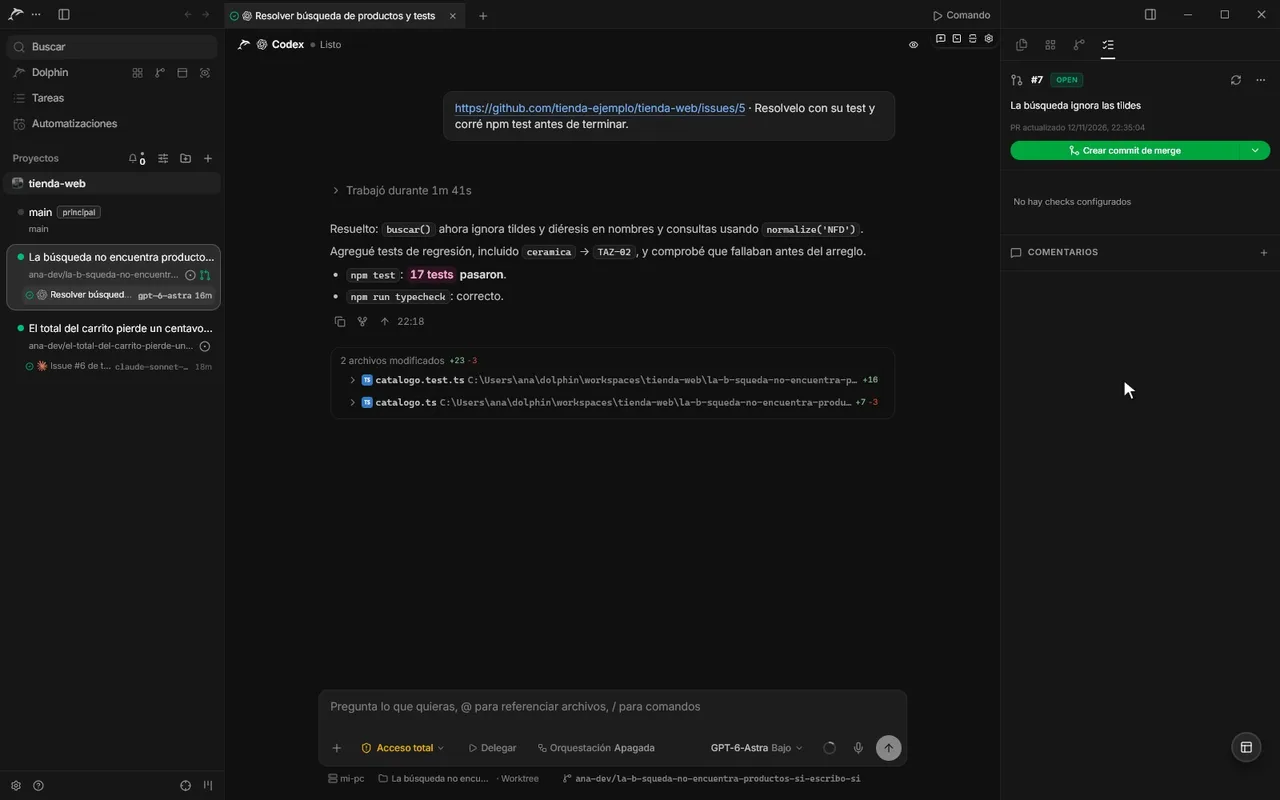 Resolver búsqueda de productos y tests
Comando
Buscar
Dolphin
Tareas
Automatizaciones
Proyectos
0
tienda-web
main principal
main
La búsqueda no encuentra producto...
ana-dev/la-b-squeda-no-encuentr...
Resolver búsqued... gpt-6-astra 16m
El total del carrito pierde un centavo...
ana-dev/el-total-del-carrito-pierde-un...
Issue #6 de t... claude-sonnet-... 18m
Codex • Listo
https://github.com/tienda-ejemplo/tienda-web/issues/5 · Resolvelo con su test y
corré npm test antes de terminar.
Trabajó durante 1m 41s
Resuelto: buscar() ahora ignora tildes y diéresis en nombres y consultas usando normalize('NFD').
Agregué tests de regresión, incluido ceramica → TAZ-02, y comprobé que fallaban antes del arreglo.
• npm test: 17 tests pasaron.
• npm run typecheck: correcto.
22:18
2 archivos modificados +23 -3
TS catalogo.test.ts C:\Users\ana\dolphin\workspaces\tienda-web\la-b-squeda-no-encuentra-p... +16
TS catalogo.ts C:\Users\ana\dolphin\workspaces\tienda-web\la-b-squeda-no-encuentra-produ... +7 -3
Pregunta lo que quieras, @ para referenciar archivos, / para comandos
Acceso total
Delegar
Orquestación Apagada
GPT-6-Astra Bajo
mi-pc
La búsqueda no encu... · Worktree
ana-dev/la-b-squeda-no-encuentra-productos-si-escribo-si
#7 OPEN
La búsqueda ignora las tildes
PR actualizado 12/11/2026, 22:35:04
Crear commit de merge
No hay checks configurados
COMENTARIOS